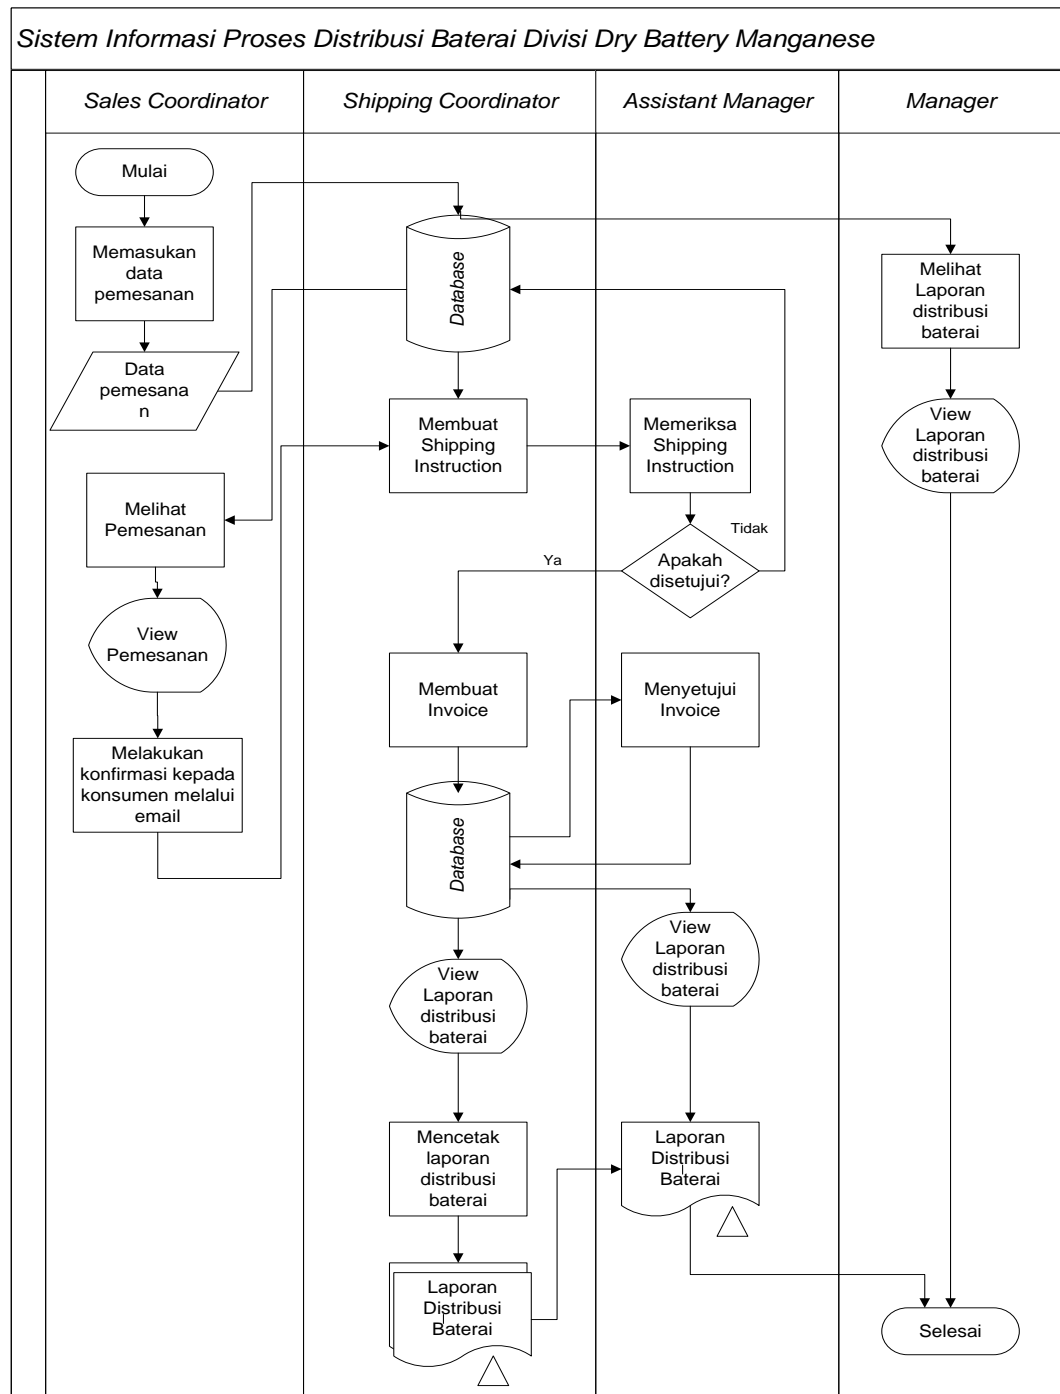 Sistem Informasi Proses Distribusi Baterai Divisi Dry Battery Manganese
Sales Coordinator
Shipping Coordinator
Assistant Manager
Manager
Mulai
Memasukan
data
pemesanan
Data
pemesana
n
Melihat
Pemesanan
View
Pemesanan
Melakukan
konfirmasi kepada
konsumen melalui
email
Database
Membuat
Shipping
Instruction
Ya
Membuat
Invoice
Database
View
Laporan
distribusi
baterai
Mencetak
laporan
distribusi
baterai
Laporan
Distribusi
Baterai
Memeriksa
Shipping
Instruction
Tidak
Apakah
disetujui?
Menyetujui
Invoice
View
Laporan
distribusi
baterai
Laporan
Distribusi
Baterai
Melihat
Laporan
distribusi
baterai
View
Laporan
distribusi
baterai
Selesai